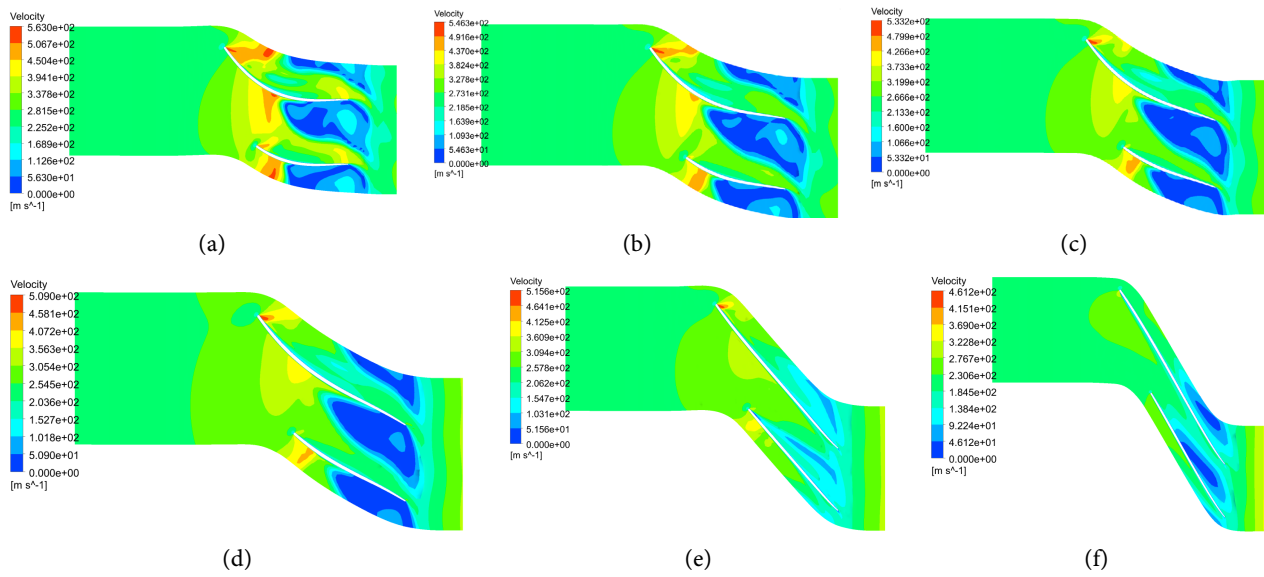 Velocity
5.630e+02
5.067e+02
4.504e+02
3.941e+02
3.378e+02
2.815e+02
2.252e+02
1.689e+02
1.126e+02
5.630e+01
0.000e+00
[m s^-1]
(a)
Velocity
5.463e+02
4.916e+02
4.370e+02
3.824e+02
3.278e+02
2.731e+02
2.185e+02
1.639e+02
1.093e+02
5.463e+01
0.000e+00
[m s^-1]
(b)
Velocity
5.332e+02
4.799e+02
4.266e+02
3.733e+02
3.199e+02
2.666e+02
2.133e+02
1.600e+02
1.066e+02
5.332e+01
0.000e+00
[m s^-1]
(c)
Velocity
5.090e+02
4.581e+02
4.072e+02
3.563e+02
3.054e+02
2.545e+02
2.036e+02
1.527e+02
1.018e+02
5.090e+01
0.000e+00
[m s^-1]
(d)
Velocity
5.156e+02
4.641e+02
4.125e+02
3.609e+02
3.094e+02
2.578e+02
2.062e+02
1.547e+02
1.031e+02
5.156e+01
0.000e+00
[m s^-1]
(e)
Velocity
4.612e+02
4.151e+02
3.690e+02
3.228e+02
2.767e+02
2.306e+02
1.845e+02
1.384e+02
9.224e+01
4.612e+01
0.000e+00
[m s^-1]
(f)